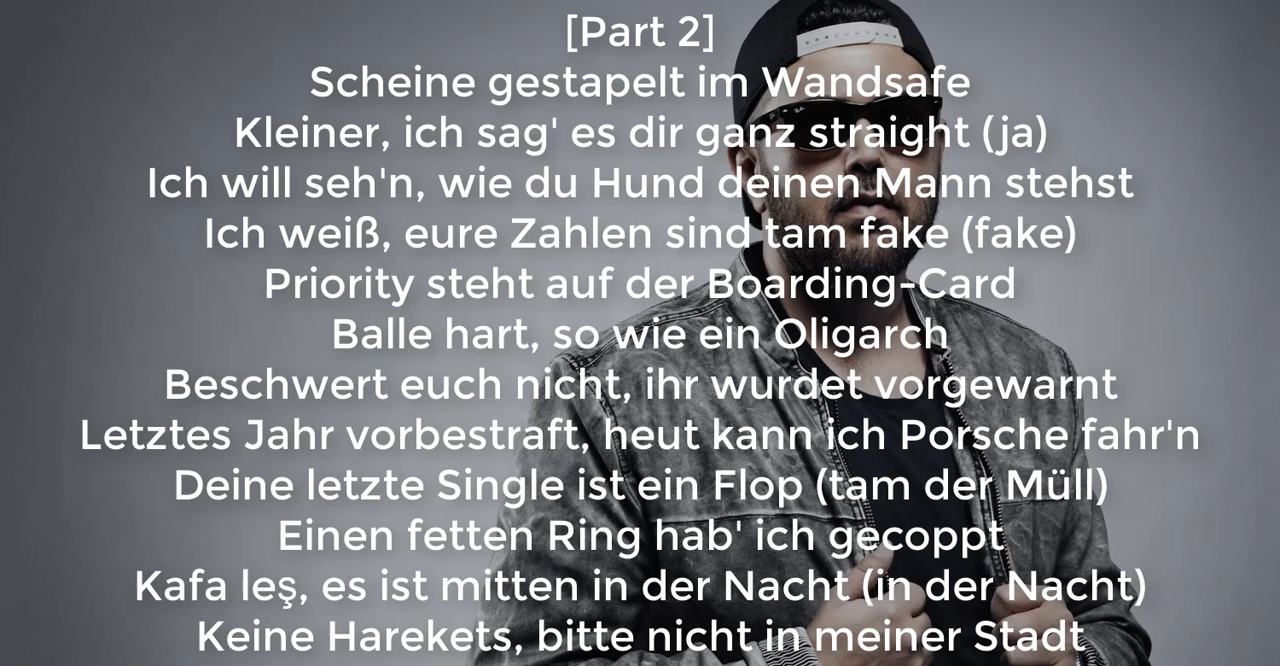 [Part 2]
Scheine gestapelt im Wandsafe
Kleiner, ich sag' es dir ganz straight (ja)
Ich will seh'n, wie du Hund deinen Mann stehst
Ich weiß, eure Zahlen sind tam fake (fake)
Priority steht auf der Boarding-Card
Balle hart, so wie ein Oligarch
Beschwert euch nicht, ihr wurdet vorgewarnt
Letztes Jahr vorbestraft, heut kann ich Porsche fahr'n
Deine letzte Single ist ein Flop (tam der Müll)
Einen fetten Ring hab' ich gecoppt
Kafa leş, es ist mitten in der Nacht (in der Nacht)
Keine Harekets, bitte nicht in meiner Stadt